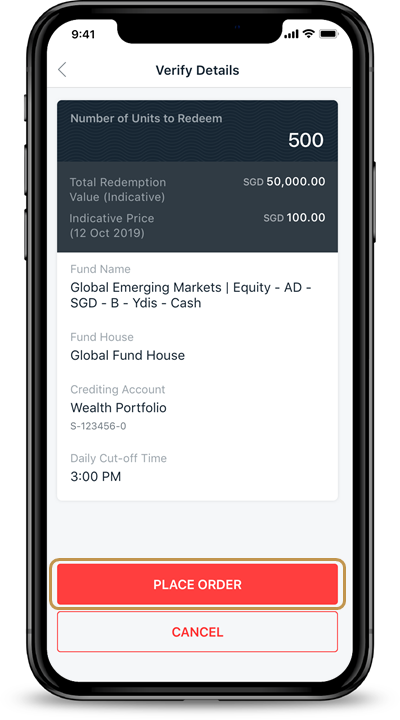 9:41
Verify Details
Number of Units to Redeem
500
Total Redemption
Value (Indicative)
SGD 50,000.00
Indicative Price
(12 Oct 2019)
SGD 100.00
Fund Name
Global Emerging Markets | Equity - AD -
SGD - B - Ydis - Cash
Fund House
Global Fund House
Crediting Account
Wealth Portfolio
S-123456-0
Daily Cut-off Time
3:00 PM
PLACE ORDER
CANCEL